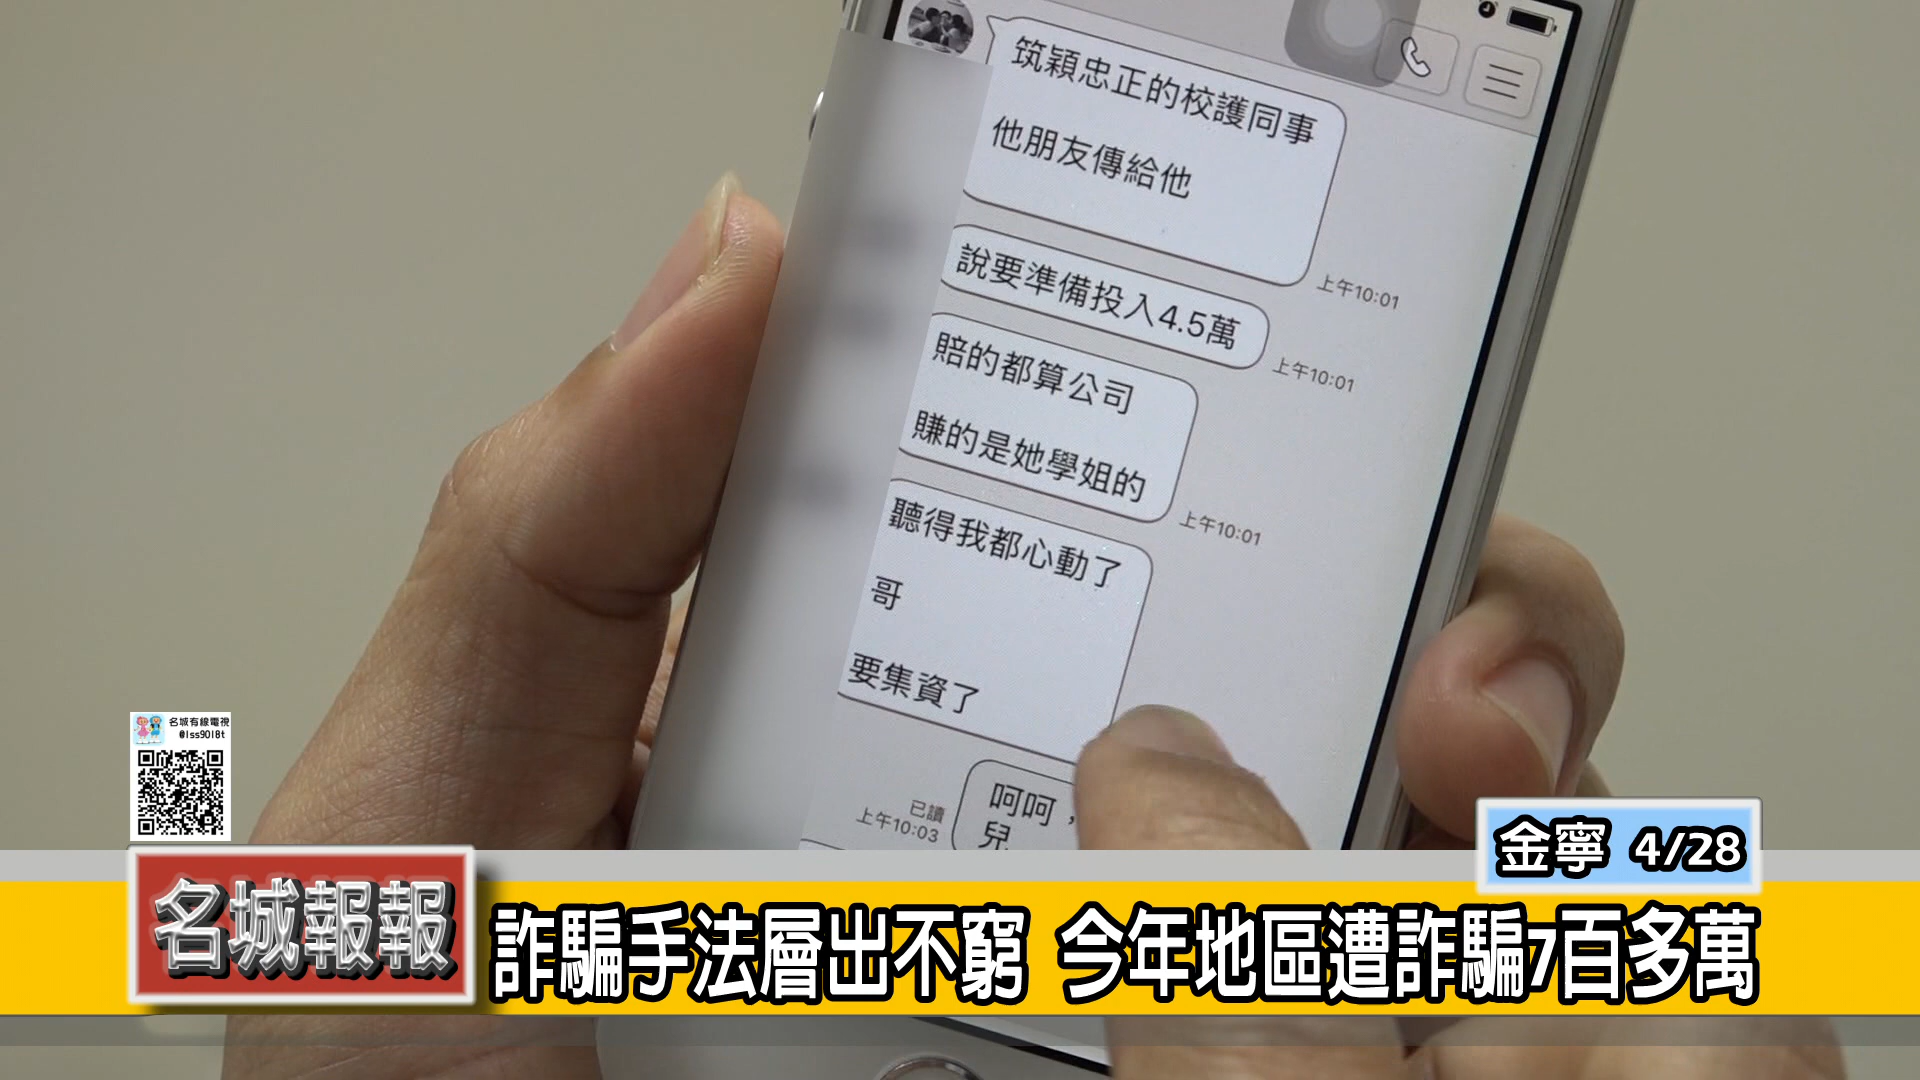 筑穎忠正的校護同事
他朋友傳給他
上午10:01
說要準備投入4.5萬
上午10:01
賠的都算公司
賺的是她學姐的
上午10:01
聽得我都心動了
哥
要集資了
已讀
上午10:03
呵呵，
兒
名城有線電視
@lss9018t
金寧 4/28
名城報報
詐騙手法層出不窮 今年地區遭詐騙7百多萬